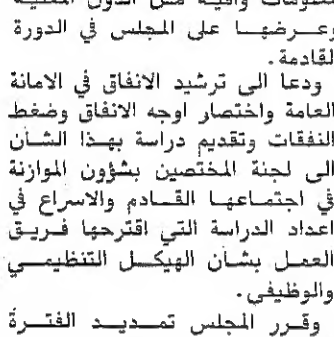 وعرضها على المجلس في الدورة
القادمة.
ودعا الى ترشيد الانفاق في الامانة
العامة واختصار اوجه الانفاق وضغط
النفقات وتقديم دراسة بهذا الشأن
الى لجنة المختصين بشؤون الموازنة
في اجتماعها القادم والاسراع في
اعداد الدراسة التي اقترحها فريق
العمل بشأن الهيكل التنظيمي
والوظيفي.
وقرر المجلس تمديد الفترة